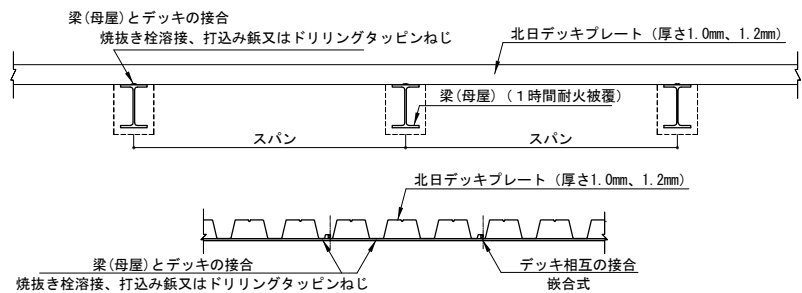 梁(母屋)とデッキの接合
焼抜き栓溶接、打込み鋲又はドリリングタッピンねじ
北日デッキプレート（厚さ1.0mm、1.2mm）
梁(母屋)（１時間耐火被覆）
スパン
スパン
北日デッキプレート（厚さ1.0mm、1.2mm）
梁(母屋)とデッキの接合
焼抜き栓溶接、打込み鋲又はドリリングタッピンねじ
デッキ相互の接合
嵌合式